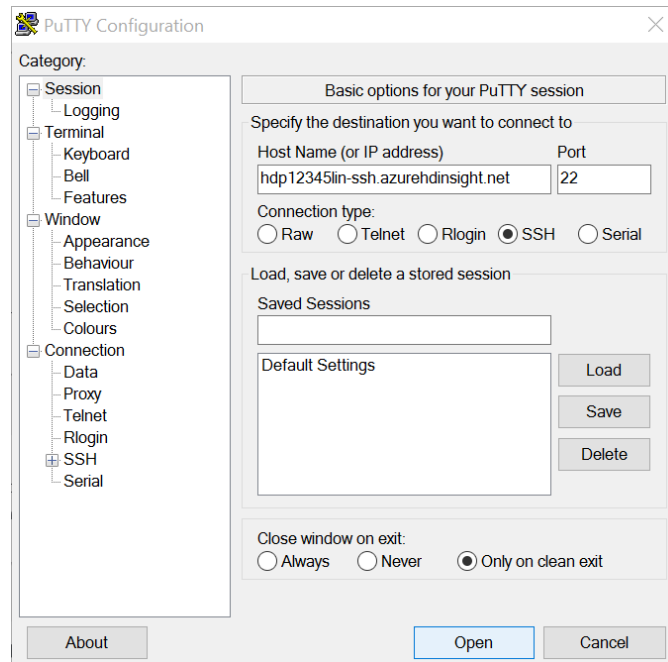 PuTTY Configuration
Category:
Session
Logging
Terminal
Keyboard
Bell
Features
Window
Appearance
Behaviour
Translation
Selection
Colours
Connection
Data
Proxy
Telnet
Rlogin
SSH
Serial
Basic options for your PuTTY session
Specify the destination you want to connect to
Host Name (or IP address) Port
hdp12345lin-ssh.azurehdinsight.net 22
Connection type:
Raw Telnet Rlogin SSH Serial
Load, save or delete a stored session
Saved Sessions
Default Settings
Load
Save
Delete
Close window on exit:
Always Never Only on clean exit
About Open Cancel